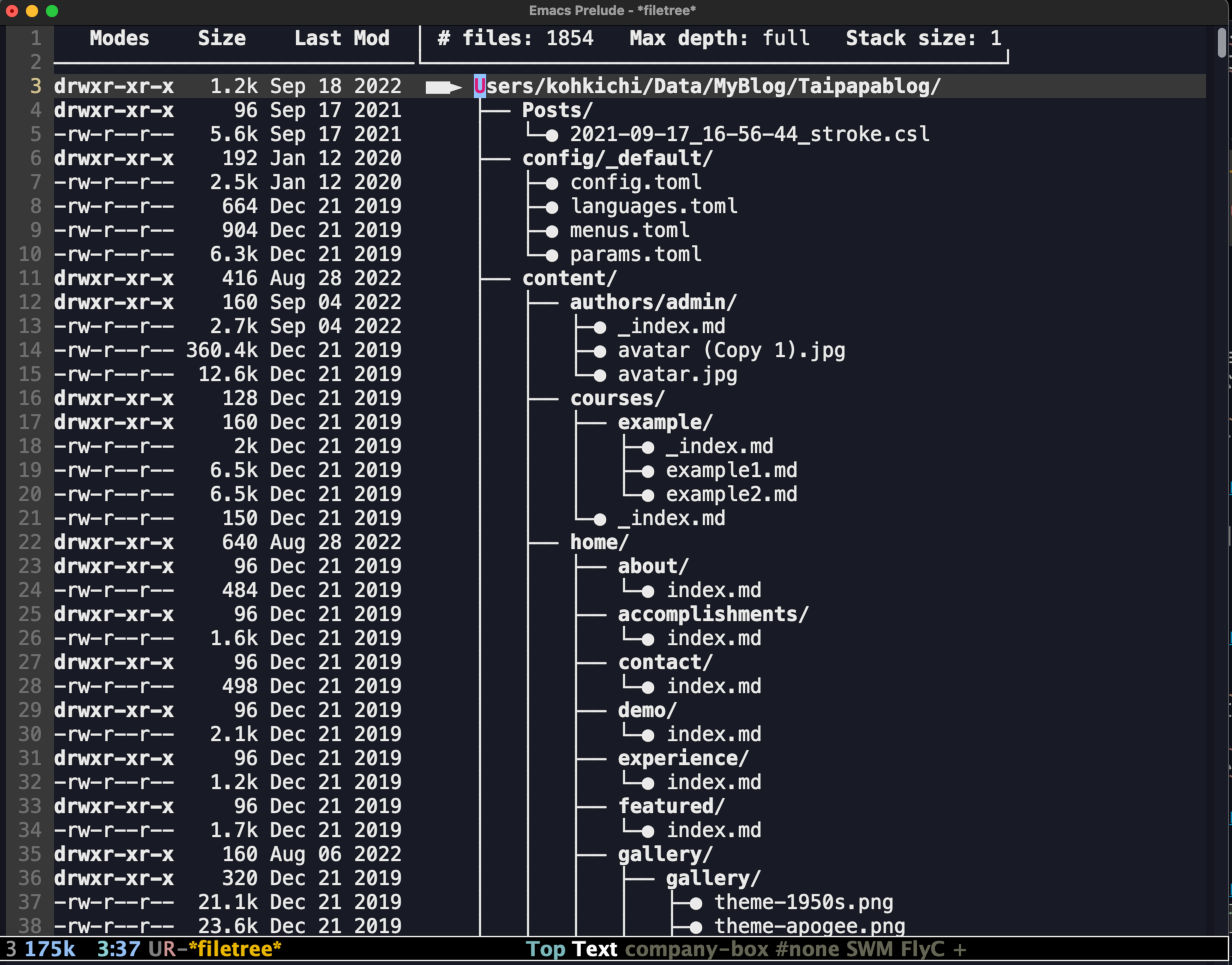 Emacs Prelude - *filetree*
1 Modes Size Last Mod # files: 1854 Max depth: full Stack size: 1
2
3 drwxr-xr-x 1.2k Sep 18 2022 Users/kohkichi/Data/MyBlog/Taipapablog/
4 drwxr-xr-x 96 Sep 17 2021 Posts/
5 -rw-r--r-- 5.6k Sep 17 2021 2021-09-17_16-56-44_stroke.csl
6 drwxr-xr-x 192 Jan 12 2020 config/_default/
7 -rw-r--r-- 2.5k Jan 12 2020 config.toml
8 -rw-r--r-- 664 Dec 21 2019 languages.toml
9 -rw-r--r-- 904 Dec 21 2019 menus.toml
10 -rw-r--r-- 6.3k Dec 21 2019 params.toml
11 drwxr-xr-x 416 Aug 28 2022 content/
12 drwxr-xr-x 160 Sep 04 2022 authors/admin/
13 -rw-r--r-- 2.7k Sep 04 2022 _index.md
14 -rw-r--r-- 360.4k Dec 21 2019 avatar (Copy 1).jpg
15 -rw-r--r-- 12.6k Dec 21 2019 avatar.jpg
16 drwxr-xr-x 128 Dec 21 2019 courses/
17 drwxr-xr-x 160 Dec 21 2019 example/
18 -rw-r--r-- 2k Dec 21 2019 _index.md
19 -rw-r--r-- 6.5k Dec 21 2019 example1.md
20 -rw-r--r-- 6.5k Dec 21 2019 example2.md
21 -rw-r--r-- 150 Dec 21 2019 _index.md
22 drwxr-xr-x 640 Aug 28 2022 home/
23 drwxr-xr-x 96 Dec 21 2019 about/
24 -rw-r--r-- 484 Dec 21 2019 index.md
25 drwxr-xr-x 96 Dec 21 2019 accomplishments/
26 -rw-r--r-- 1.6k Dec 21 2019 index.md
27 drwxr-xr-x 96 Dec 21 2019 contact/
28 -rw-r--r-- 498 Dec 21 2019 index.md
29 drwxr-xr-x 96 Dec 21 2019 demo/
30 -rw-r--r-- 2.1k Dec 21 2019 index.md
31 drwxr-xr-x 96 Dec 21 2019 experience/
32 -rw-r--r-- 1.2k Dec 21 2019 index.md
33 drwxr-xr-x 96 Dec 21 2019 featured/
34 -rw-r--r-- 1.7k Dec 21 2019 index.md
35 drwxr-xr-x 160 Aug 06 2022 gallery/
36 drwxr-xr-x 320 Dec 21 2019 gallery/
37 -rw-r--r-- 21.1k Dec 21 2019 theme-1950s.png
38 -rw-r--r-- 23.6k Dec 21 2019 theme-apogee.png
3 175k 3:37 UR-*filetree* Top Text company-box #none SWM FlyC +